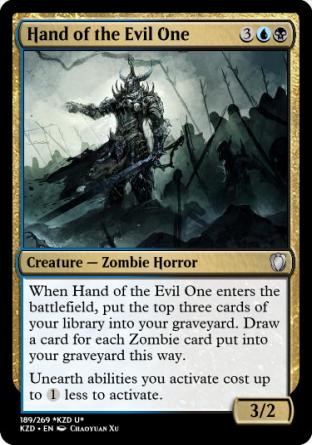 Hand of the Evil One 3
Creature — Zombie Horror
When Hand of the Evil One enters the
battlefield, put the top three cards of
your library into your graveyard. Draw
a card for each Zombie card put into
your graveyard this way.
Unearth abilities you activate cost up
to 1 less to activate.
3/2
189/269 *KZD U*
KZD • EN Chaoyuan Xu